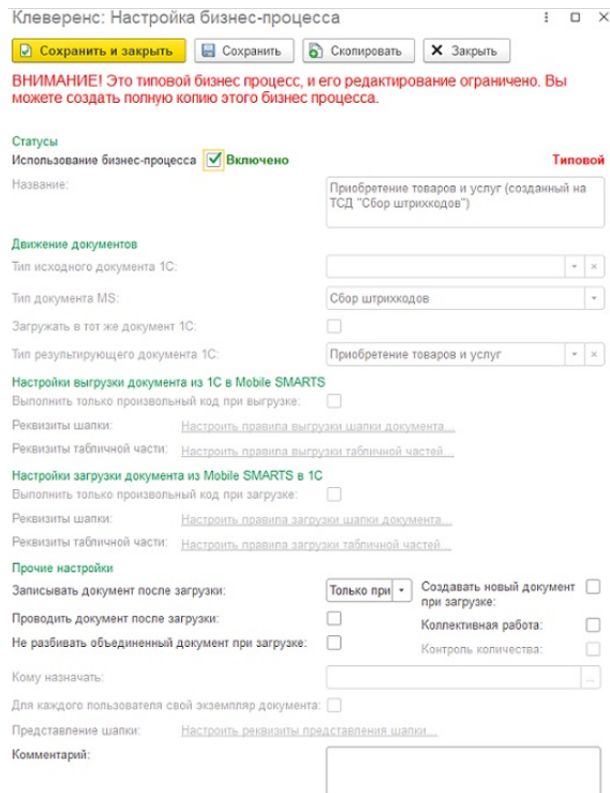 Клеверенс: Настройка бизнес-процесса
Сохранить и закрыть Сохранить Скопировать Закрыть
ВНИМАНИЕ! Это типовой бизнес процесс, и его редактирование ограничено. Вы
можете создать полную копию этого бизнес процесса.
Статусы
Использование бизнес-процесса Включено Типовой
Название: Приобретение товаров и услуг (созданный на
ТСД "Сбор штрихкодов")
Движение документов
Тип исходного документа 1С:
Тип документа MS: Сбор штрихкодов
Загружать в тот же документ 1С:
Тип результирующего документа 1С: Приобретение товаров и услуг
Настройки выгрузки документа из 1С в Mobile SMARTS
Выполнить только произвольный код при выгрузке:
Реквизиты шапки: Настроить правила выгрузки шапки документа...
Реквизиты табличной части: Настроить правила выгрузки табличной частей...
Настройки загрузки документа из Mobile SMARTS в 1С
Выполнить только произвольный код при загрузке:
Реквизиты шапки: Настроить правила загрузки шапки документа...
Реквизиты табличной части: Настроить правила загрузки табличной частей...
Прочие настройки
Записывать документ после загрузки: Только при Создавать новый документ
при загрузке:
Проводить документ после загрузки: Коллективная работа:
Не разбивать объединенный документ при загрузке: Контроль количества:
Кому назначать: ...
Для каждого пользователя свой экземпляр документа:
Представление шапки: Настроить реквизиты представления шапки...
Комментарий: